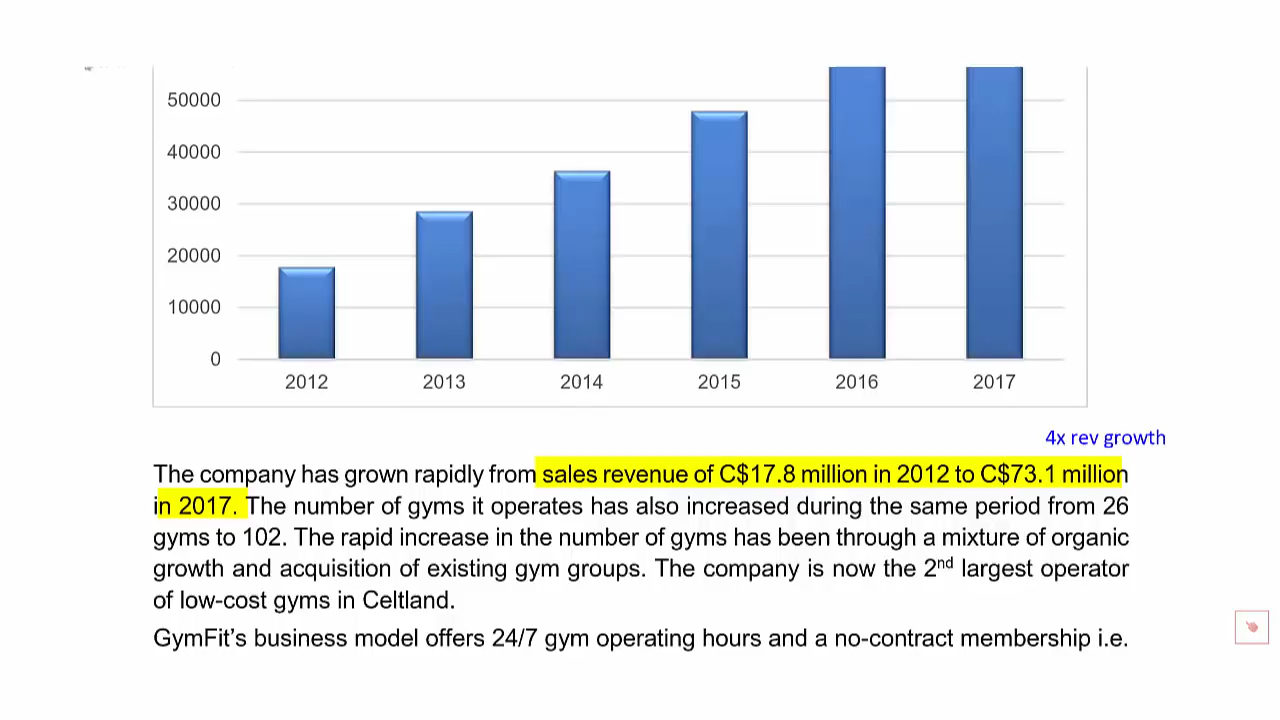 50000
40000
30000
20000
10000
0
2012 2013 2014 2015 2016 2017
4x rev growth
The company has grown rapidly from sales revenue of C$17.8 million in 2012 to C$73.1 million
in 2017. The number of gyms it operates has also increased during the same period from 26
gyms to 102. The rapid increase in the number of gyms has been through a mixture of organic
growth and acquisition of existing gym groups. The company is now the 2nd largest operator
of low-cost gyms in Celtland.
GymFit’s business model offers 24/7 gym operating hours and a no-contract membership i.e.